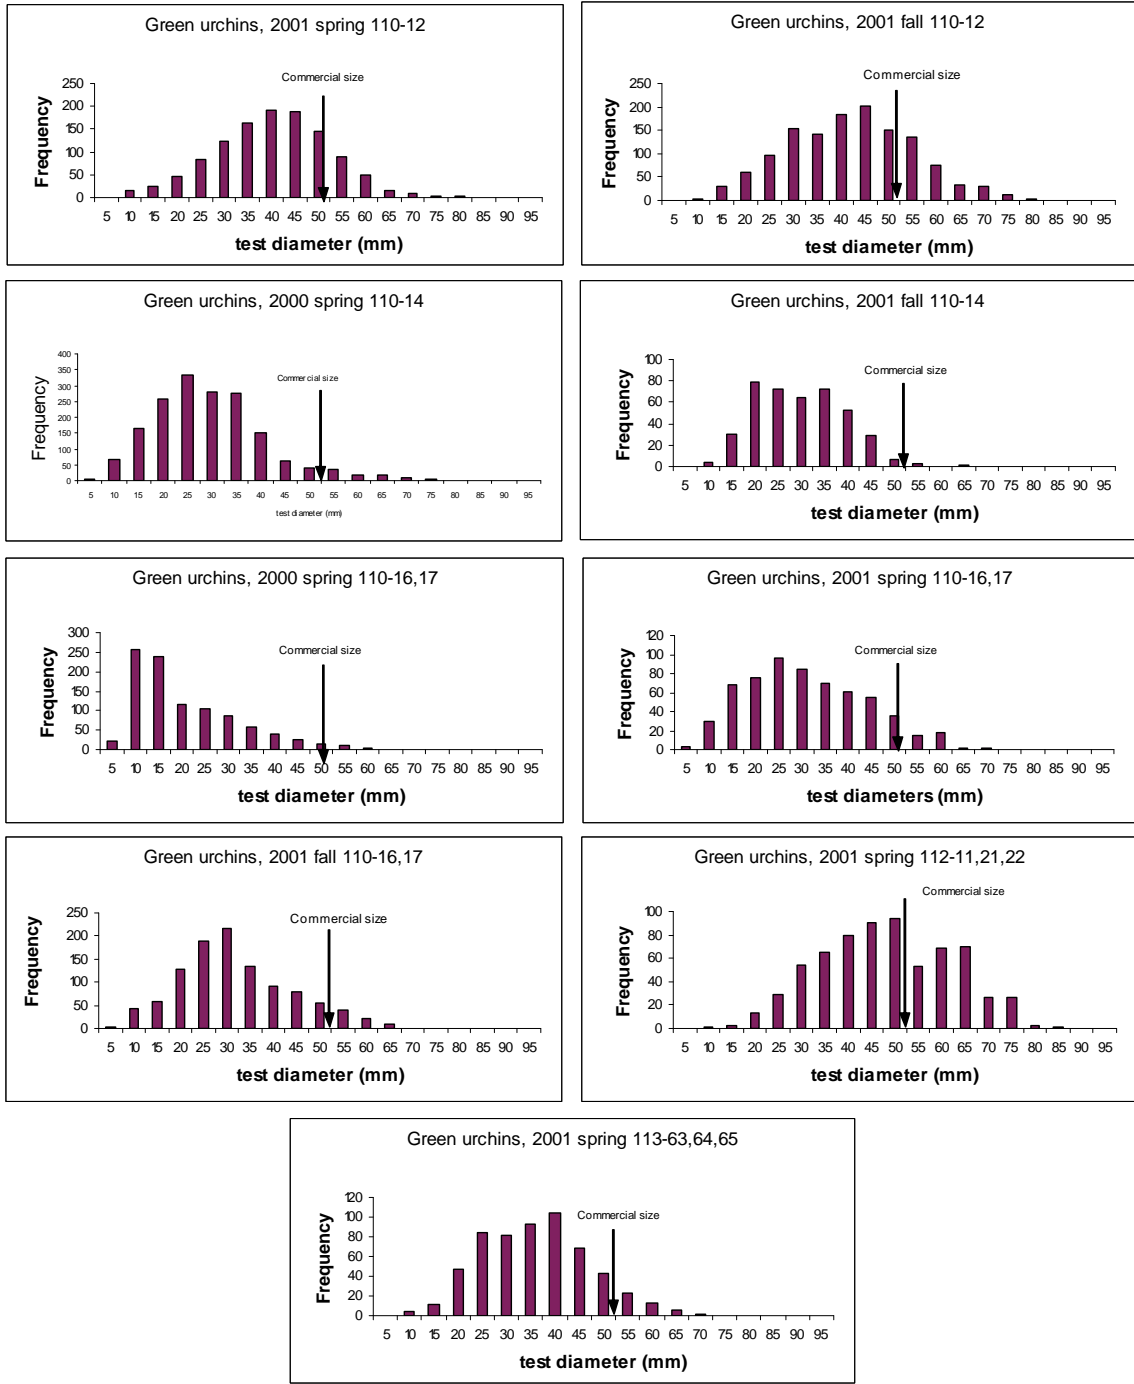 Green urchins, 2001 spring 110-12
Commercial size
Frequency
250
200
150
100
50
0
5 10 15 20 25 30 35 40 45 50 55 60 65 70 75 80 85 90 95
test diameter (mm)
Green urchins, 2001 fall 110-12
Commercial size
Frequency
250
200
150
100
50
0
5 10 15 20 25 30 35 40 45 50 55 60 65 70 75 80 85 90 95
test diameter (mm)
Green urchins, 2000 spring 110-14
Commercial size
Frequency
400
350
300
250
200
150
100
50
0
5 10 15 20 25 30 35 40 45 50 55 60 65 70 75 80 85 90 95
test diameter (mm)
Green urchins, 2001 fall 110-14
Commercial size
Frequency
100
80
60
40
20
0
5 10 15 20 25 30 35 40 45 50 55 60 65 70 75 80 85 90 95
test diameter (mm)
Green urchins, 2000 spring 110-16,17
Commercial size
Frequency
300
250
200
150
100
50
0
5 10 15 20 25 30 35 40 45 50 55 60 65 70 75 80 85 90 95
test diameter (mm)
Green urchins, 2001 spring 110-16,17
Commercial size
Frequency
120
100
80
60
40
20
0
5 10 15 20 25 30 35 40 45 50 55 60 65 70 75 80 85 90 95
test diameters (mm)
Green urchins, 2001 fall 110-16,17
Commercial size
Frequency
250
200
150
100
50
0
5 10 15 20 25 30 35 40 45 50 55 60 65 70 75 80 85 90 95
test diameter (mm)
Green urchins, 2001 spring 112-11,21,22
Commercial size
Frequency
100
80
60
40
20
0
5 10 15 20 25 30 35 40 45 50 55 60 65 70 75 80 85 90 95
test diameter (mm)
Green urchins, 2001 spring 113-63,64,65
Commercial size
Frequency
120
100
80
60
40
20
0
5 10 15 20 25 30 35 40 45 50 55 60 65 70 75 80 85 90 95
test diameter (mm)